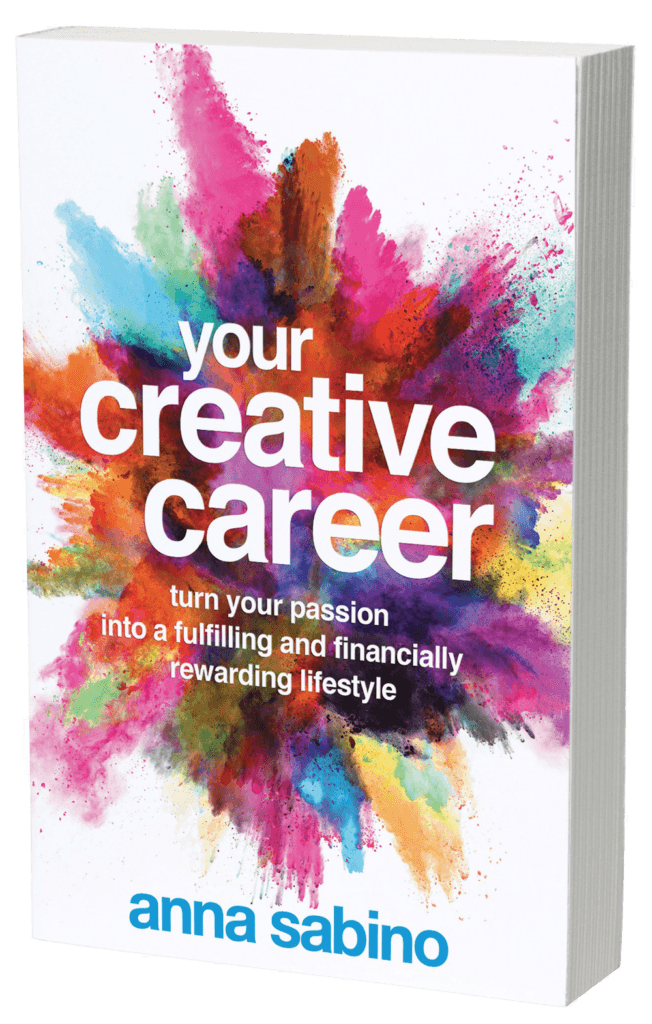 your
creative
career
turn your passion
into a fulfilling and financially
rewarding lifestyle
anna sabino